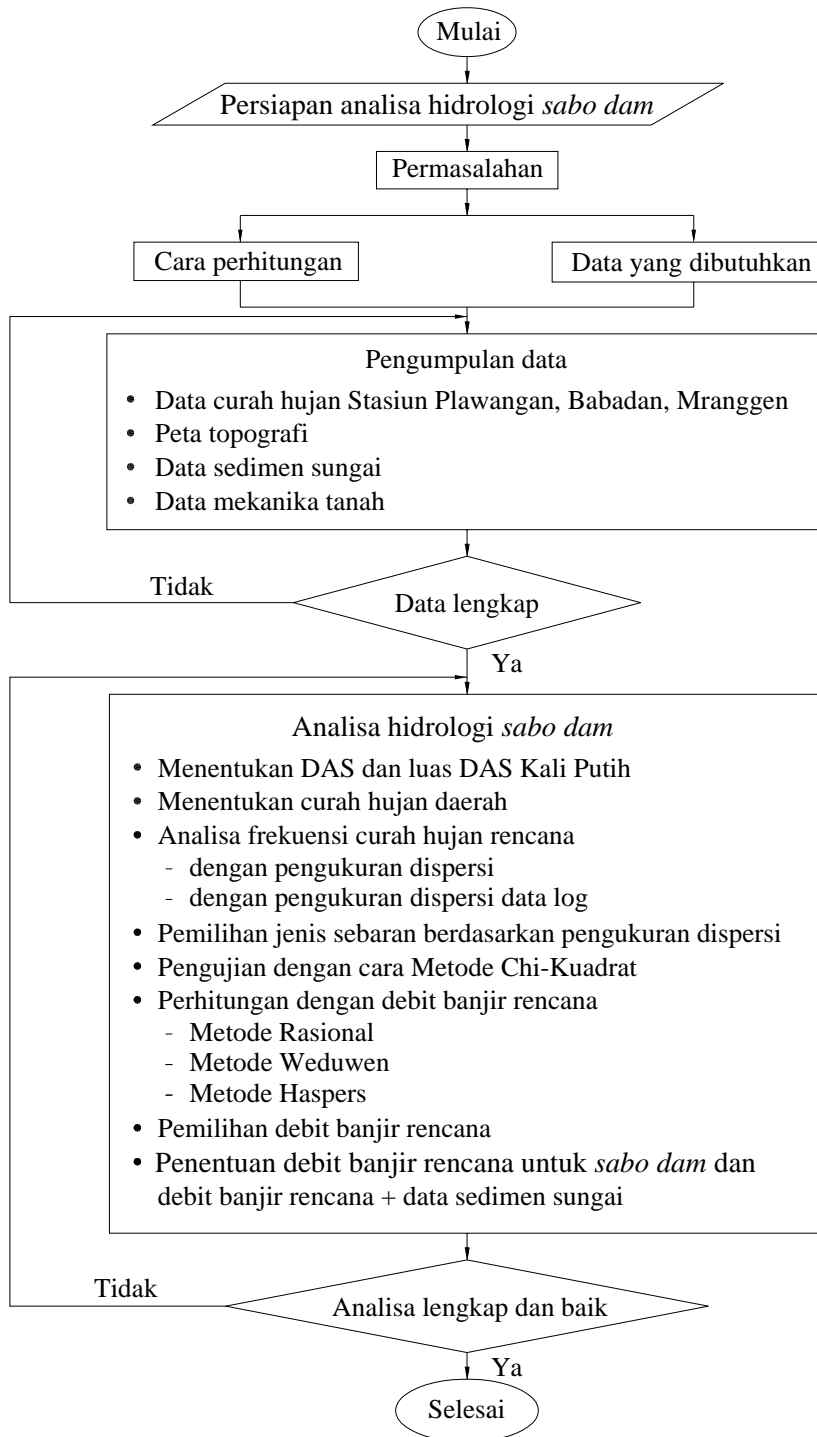 Mulai
Persiapan analisa hidrologi sabo dam
Permasalahan
Cara perhitungan
Data yang dibutuhkan
Pengumpulan data
• Data curah hujan Stasiun Plawangan, Babadan, Mranggen
• Peta topografi
• Data sedimen sungai
• Data mekanika tanah
Tidak
Data lengkap
Ya
Analisa hidrologi sabo dam
• Menentukan DAS dan luas DAS Kali Putih
• Menentukan curah hujan daerah
• Analisa frekuensi curah hujan rencana
- dengan pengukuran dispersi
- dengan pengukuran dispersi data log
• Pemilihan jenis sebaran berdasarkan pengukuran dispersi
• Pengujian dengan cara Metode Chi-Kuadrat
• Perhitungan dengan debit banjir rencana
- Metode Rasional
- Metode Weduwen
- Metode Haspers
• Pemilihan debit banjir rencana
• Penentuan debit banjir rencana untuk sabo dam dan
debit banjir rencana + data sedimen sungai
Tidak
Analisa lengkap dan baik
Ya
Selesai